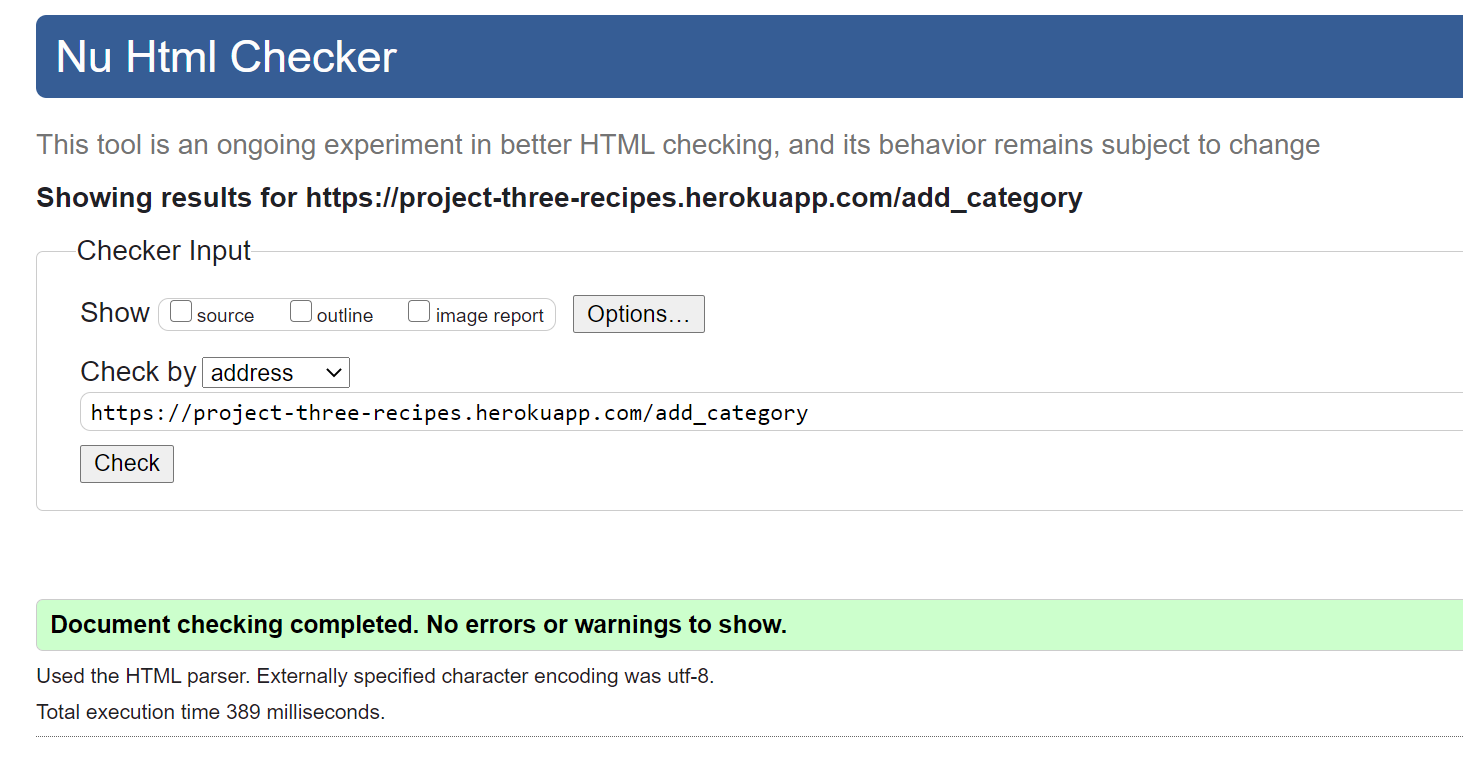 Nu Html Checker
This tool is an ongoing experiment in better HTML checking, and its behavior remains subject to change
Showing results for https://project-three-recipes.herokuapp.com/add_category
Checker Input
Show source outline image report Options...
Check by address
https://project-three-recipes.herokuapp.com/add_category
Check
Document checking completed. No errors or warnings to show.
Used the HTML parser. Externally specified character encoding was utf-8.
Total execution time 389 milliseconds.